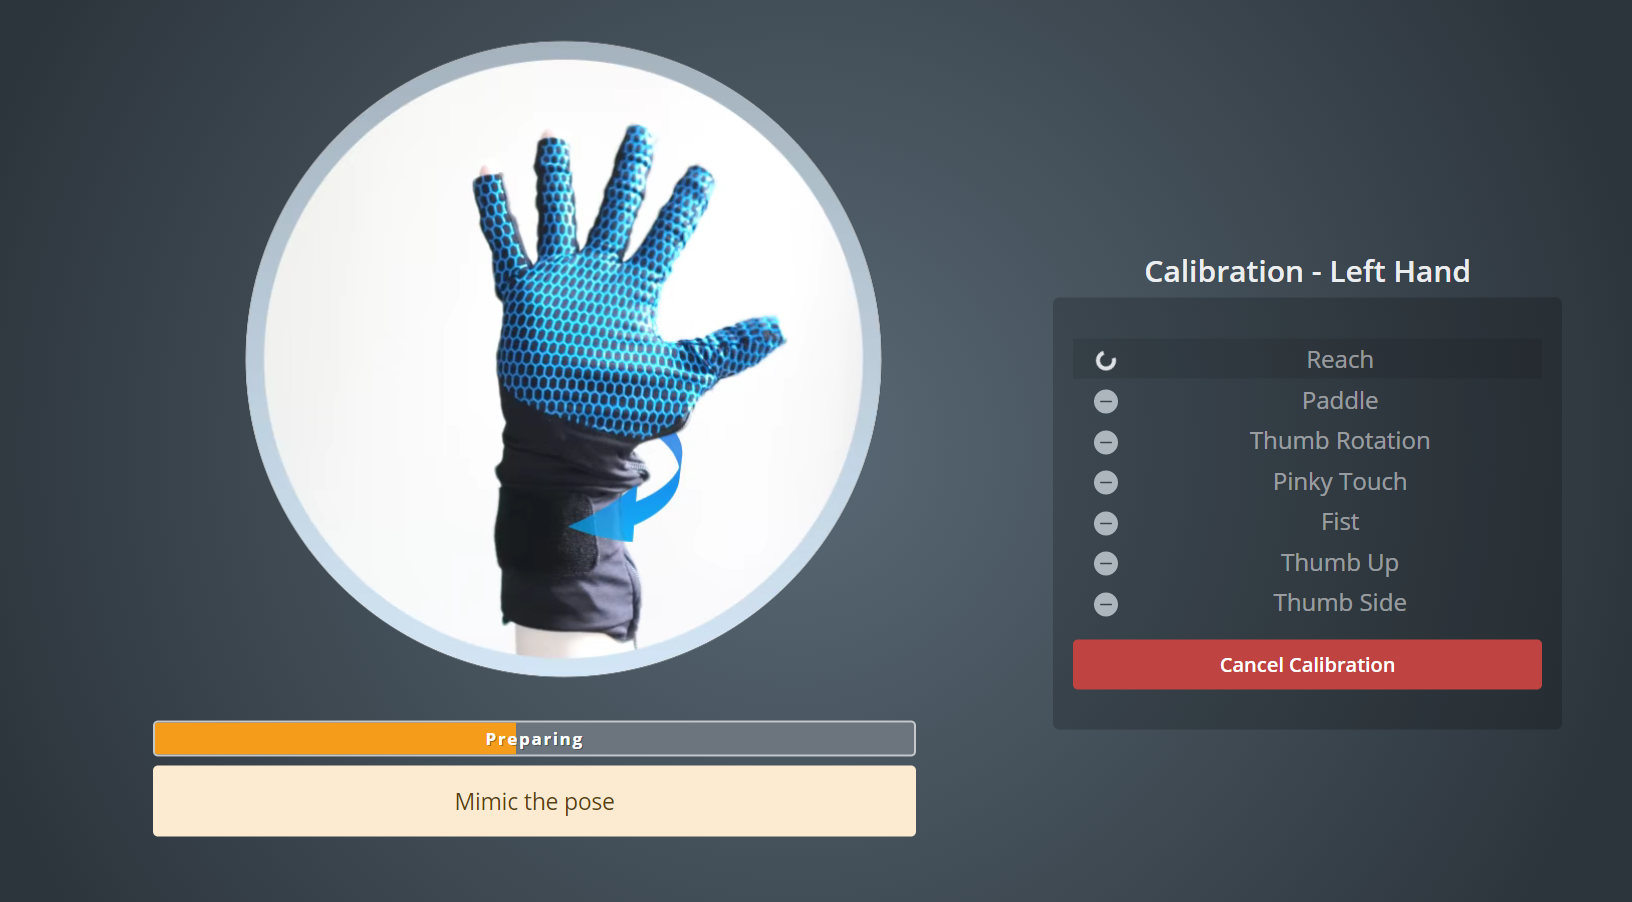 Calibration - Left Hand
Reach
Paddle
Thumb Rotation
Pinky Touch
Fist
Thumb Up
Thumb Side
Cancel Calibration
Preparing
Mimic the pose